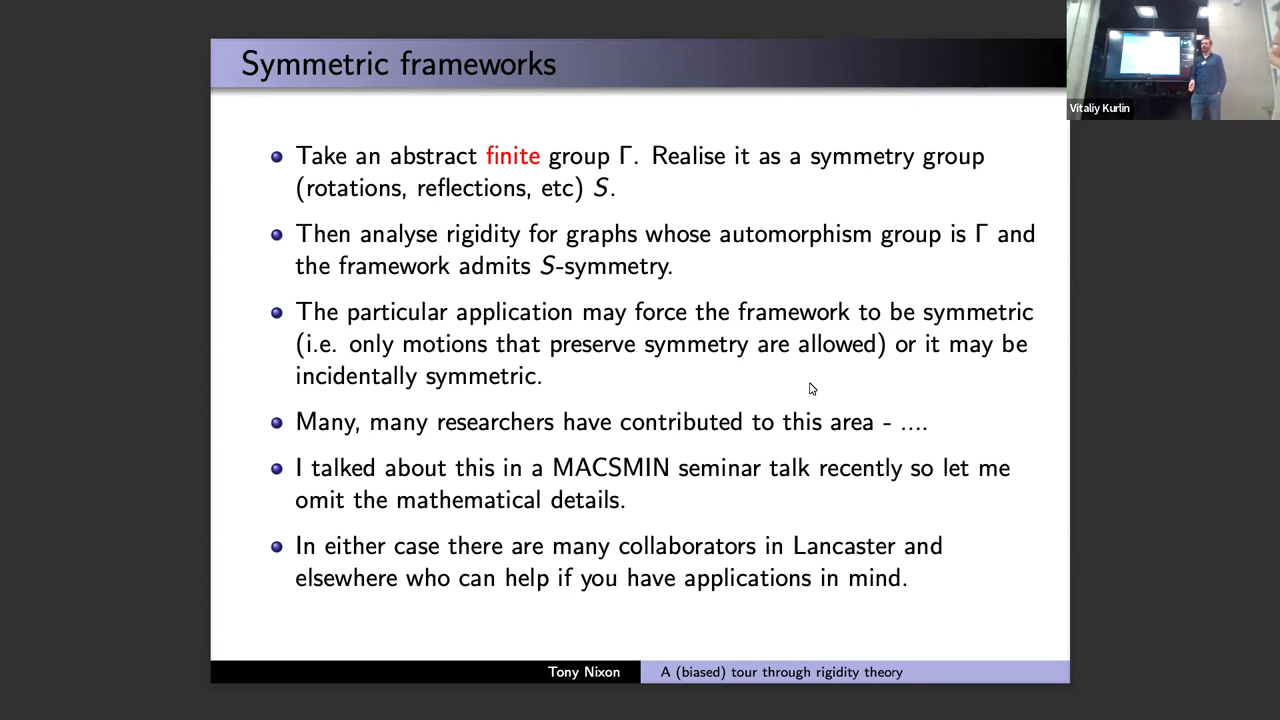 Symmetric frameworks
Vitaliy Kurlin
Take an abstract finite group Γ. Realise it as a symmetry group
(rotations, reflections, etc) S.
Then analyse rigidity for graphs whose automorphism group is Γ and
the framework admits S-symmetry.
The particular application may force the framework to be symmetric
(i.e. only motions that preserve symmetry are allowed) or it may be
incidentally symmetric.
Many, many researchers have contributed to this area - ....
I talked about this in a MACSMIN seminar talk recently so let me
omit the mathematical details.
In either case there are many collaborators in Lancaster and
elsewhere who can help if you have applications in mind.
Tony Nixon
A (biased) tour through rigidity theory